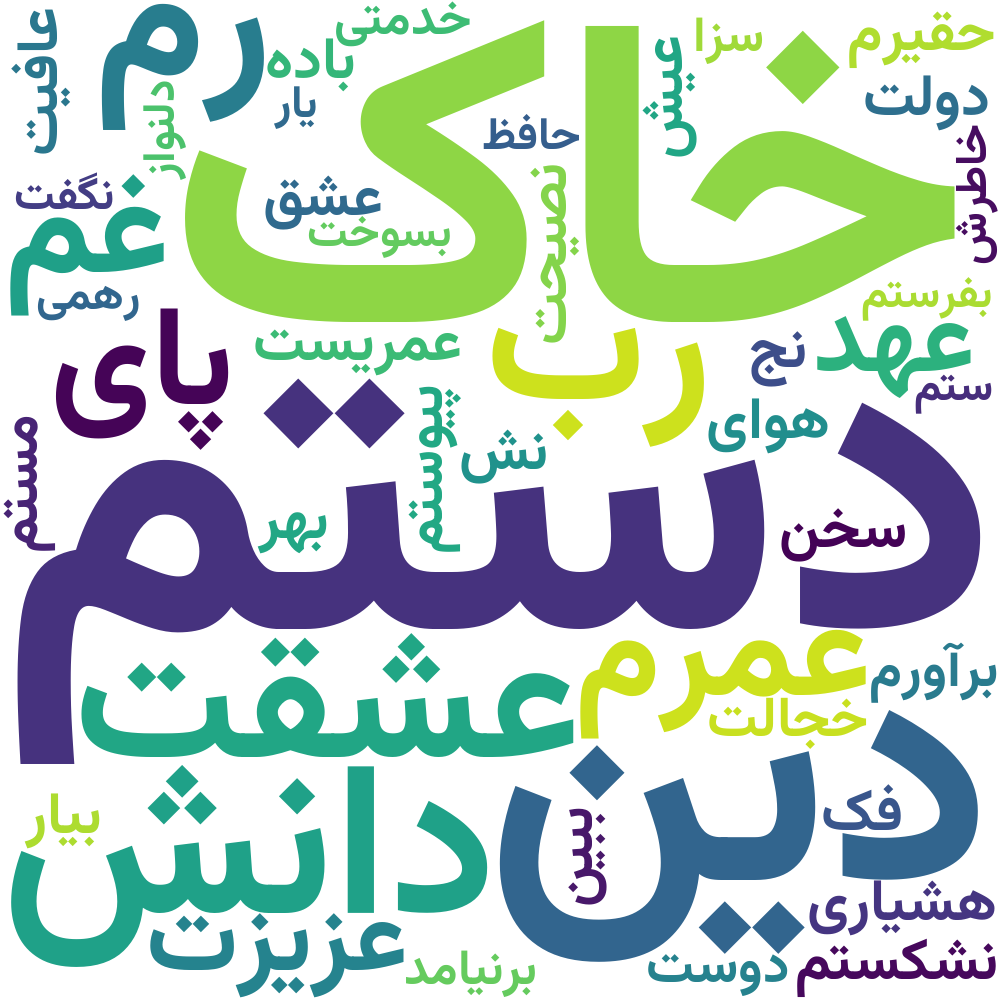 خاک
دستم
دین
دانش
عشقت
رم
غم
پای
رب
عهد
عمرم
عزیزت
عافیت
دلنواز
باده
خدمتی
یار
حافظ
عیش
سزا
حقیرم
دولت
خاطرش
نگفت
عشق
بسوخت
نصیحت
رهمی
بفرستم
عمریست
نج
ستم
هوای
نش
پیوستم
مستم
بهر
سخن
برآورم
خجالت
فک
ببین
بیار
هشیاری
نشکستم
دوست
برنیامد